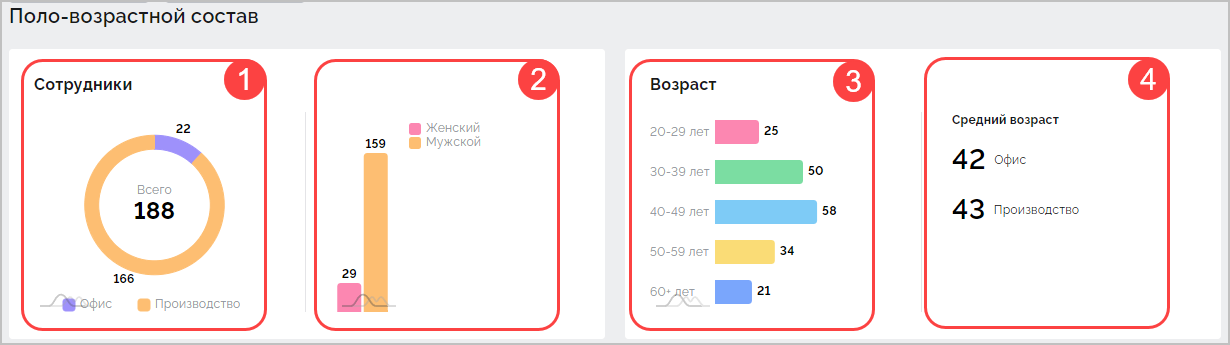 Поло-возрастной состав
1
Сотрудники
22
Всего
188
166
Офис
Производство
2
Женский
Мужской
159
29
3
Возраст
20-29 лет 25
30-39 лет 50
40-49 лет 58
50-59 лет 34
60+ лет 21
4
Средний возраст
42 Офис
43 Производство